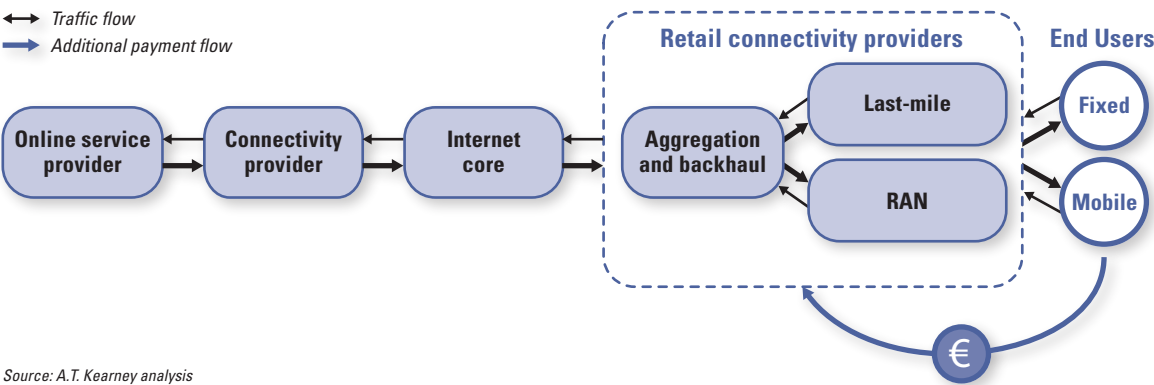 Traffic flow
Additional payment flow
Retail connectivity providers
End Users
Online service
provider
Connectivity
provider
Internet
core
Aggregation
and backhaul
Last-mile
RAN
Fixed
Mobile
€
Source: A.T. Kearney analysis